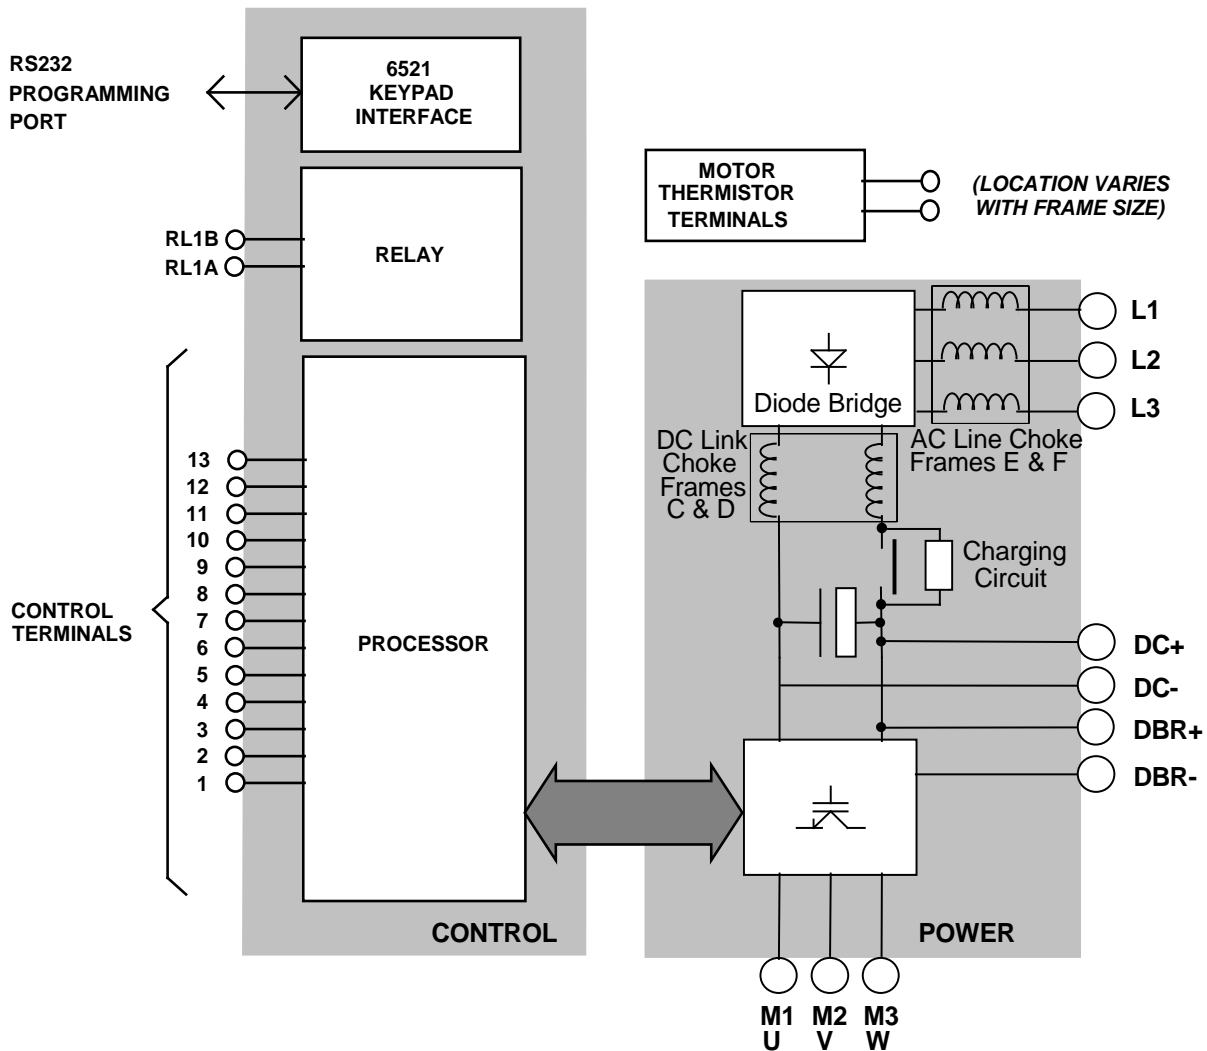 RS232
PROGRAMMING
PORT
6521
KEYPAD
INTERFACE
RL1B
RL1A
RELAY
MOTOR
THERMISTOR
TERMINALS
(LOCATION VARIES
WITH FRAME SIZE)
L1
L2
L3
Diode Bridge
DC Link
Choke
Frames
C & D
AC Line Choke
Frames E & F
Charging
Circuit
13
12
11
10
9
8
7
6
5
4
3
2
1
CONTROL
TERMINALS
PROCESSOR
DC+
DC-
DBR+
DBR-
CONTROL
POWER
M1
U
M2
V
M3
W